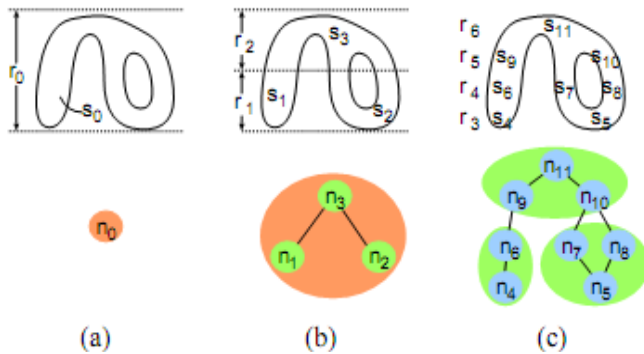 r0 s0
r2 r1 s3 s1 s2
r6 s11
r5 s9 s10
r4 s6 s7 s8
r3 s4 s5
n0
n3
n1 n2
n11
n9 n10
n6 n7 n8
n4 n5
(a) (b) (c)